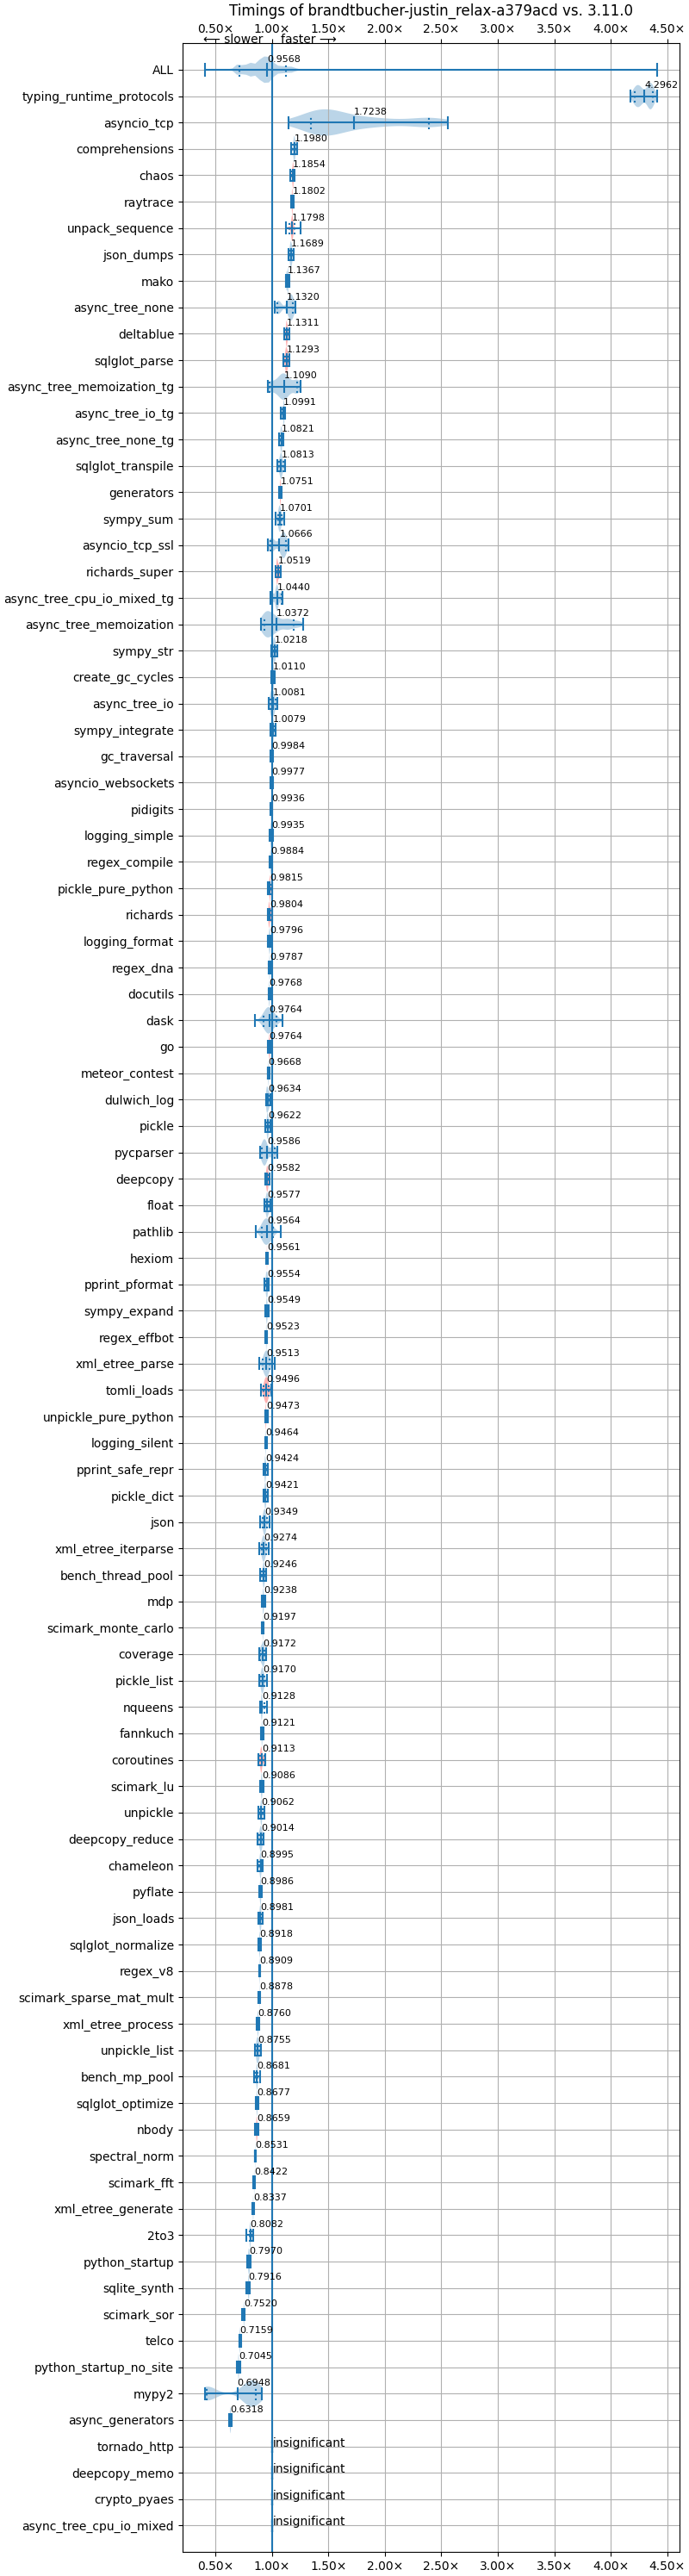 Timings of brandtbucher-justin_relax-a379acd vs. 3.11.0
0.50× 1.00× 1.50× 2.00× 2.50× 3.00× 3.50× 4.00× 4.50×
⟵ slower faster ⟶
ALL 0.9568
typing_runtime_protocols 4.2962
asyncio_tcp 1.7238
comprehensions 1.1980
chaos 1.1854
raytrace 1.1802
unpack_sequence 1.1798
json_dumps 1.1689
mako 1.1367
async_tree_none 1.1320
deltablue 1.1311
sqlglot_parse 1.1293
async_tree_memoization_tg 1.1090
async_tree_io_tg 1.0991
async_tree_none_tg 1.0821
sqlglot_transpile 1.0813
generators 1.0751
sympy_sum 1.0701
asyncio_tcp_ssl 1.0666
richards_super 1.0519
async_tree_cpu_io_mixed_tg 1.0440
async_tree_memoization 1.0372
sympy_str 1.0218
create_gc_cycles 1.0110
async_tree_io 1.0081
sympy_integrate 1.0079
gc_traversal 0.9984
asyncio_websockets 0.9977
pidigits 0.9936
logging_simple 0.9935
regex_compile 0.9884
pickle_pure_python 0.9815
richards 0.9804
logging_format 0.9796
regex_dna 0.9787
docutils 0.9768
dask 0.9764
go 0.9764
meteor_contest 0.9668
dulwich_log 0.9634
pickle 0.9622
pycparser 0.9586
deepcopy 0.9582
float 0.9577
pathlib 0.9564
hexiom 0.9561
pprint_pformat 0.9554
sympy_expand 0.9549
regex_effbot 0.9523
xml_etree_parse 0.9513
tomli_loads 0.9496
unpickle_pure_python 0.9473
logging_silent 0.9464
pprint_safe_repr 0.9424
pickle_dict 0.9421
json 0.9349
xml_etree_iterparse 0.9274
bench_thread_pool 0.9246
mdp 0.9238
scimark_monte_carlo 0.9197
coverage 0.9172
pickle_list 0.9170
nqueens 0.9128
fannkuch 0.9121
coroutines 0.9113
scimark_lu 0.9086
unpickle 0.9062
deepcopy_reduce 0.9014
chameleon 0.8995
pyflate 0.8986
json_loads 0.8981
sqlglot_normalize 0.8918
regex_v8 0.8909
scimark_sparse_mat_mult 0.8878
xml_etree_process 0.8760
unpickle_list 0.8755
bench_mp_pool 0.8681
sqlglot_optimize 0.8677
nbody 0.8659
spectral_norm 0.8531
scimark_fft 0.8422
xml_etree_generate 0.8337
2to3 0.8082
python_startup 0.7970
sqlite_synth 0.7916
scimark_sor 0.7520
telco 0.7159
python_startup_no_site 0.7045
mypy2 0.6948
async_generators 0.6318
tornado_http insignificant
deepcopy_memo insignificant
crypto_pyaes insignificant
async_tree_cpu_io_mixed insignificant
0.50× 1.00× 1.50× 2.00× 2.50× 3.00× 3.50× 4.00× 4.50×